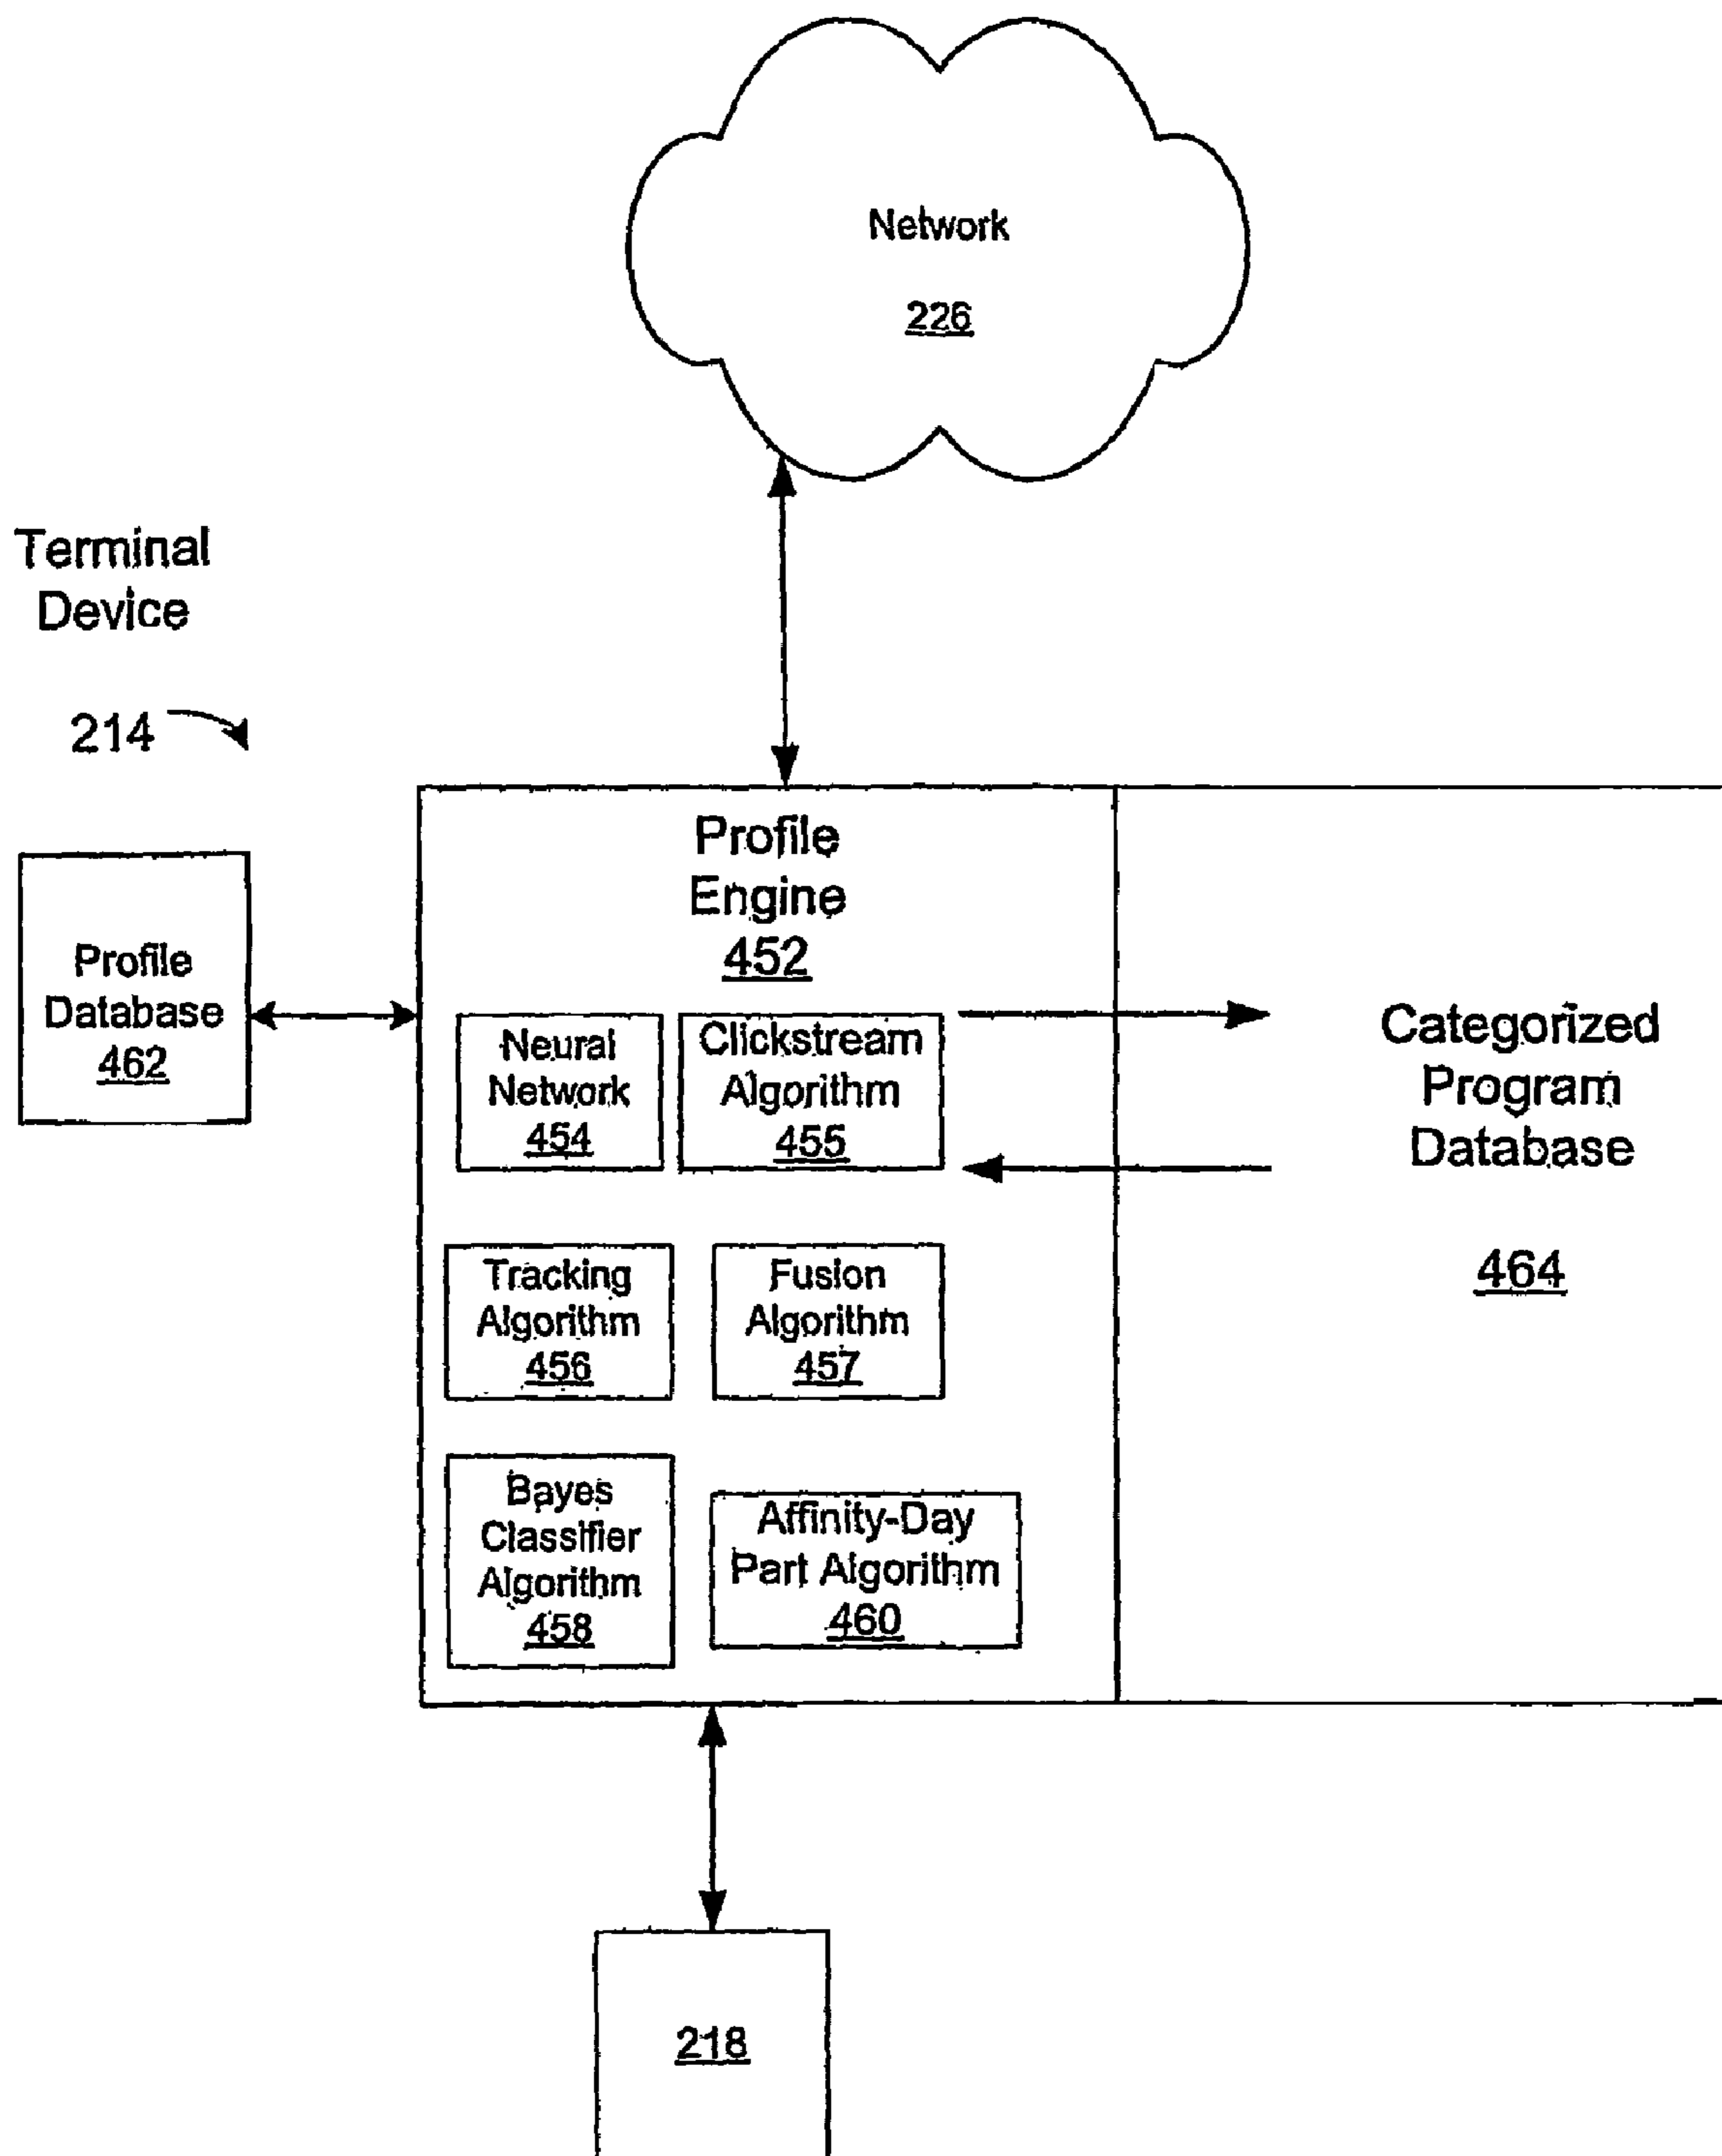 Network
226
Terminal
Device
214
Profile
Engine
452
Profile
Database
462
Neural
Network
454
Clickstream
Algorithm
455
Categorized
Program
Database
464
Tracking
Algorithm
456
Fusion
Algorithm
457
Bayes
Classifier
Algorithm
458
Affinity-Day
Part Algorithm
460
218